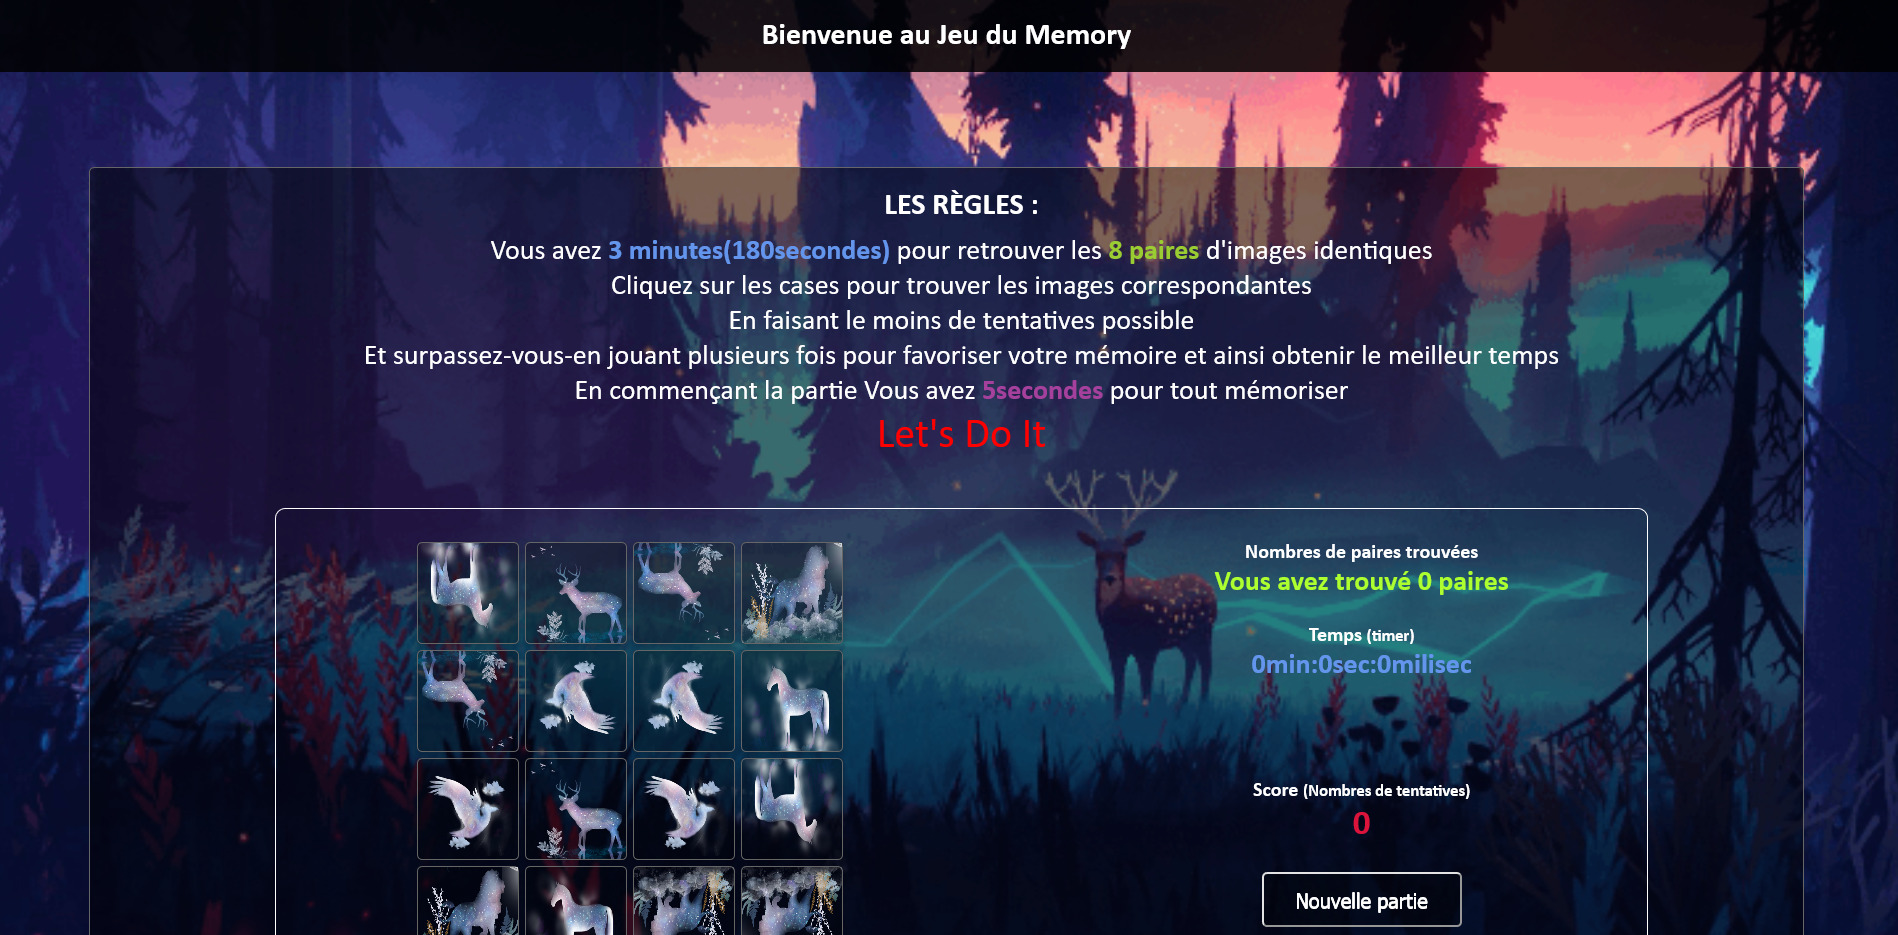 Bienvenue au Jeu du Memory
LES RÈGLES :
Vous avez 3 minutes(180secondes) pour retrouver les 8 paires d'images identiques
Cliquez sur les cases pour trouver les images correspondantes
En faisant le moins de tentatives possible
Et surpassez-vous-en jouant plusieurs fois pour favoriser votre mémoire et ainsi obtenir le meilleur temps
En commençant la partie Vous avez 5secondes pour tout mémoriser
Let's Do It
Nombres de paires trouvées
Vous avez trouvé 0 paires
Temps (timer)
0min:0sec:0milisec
Score (Nombres de tentatives)
0
Nouvelle partie